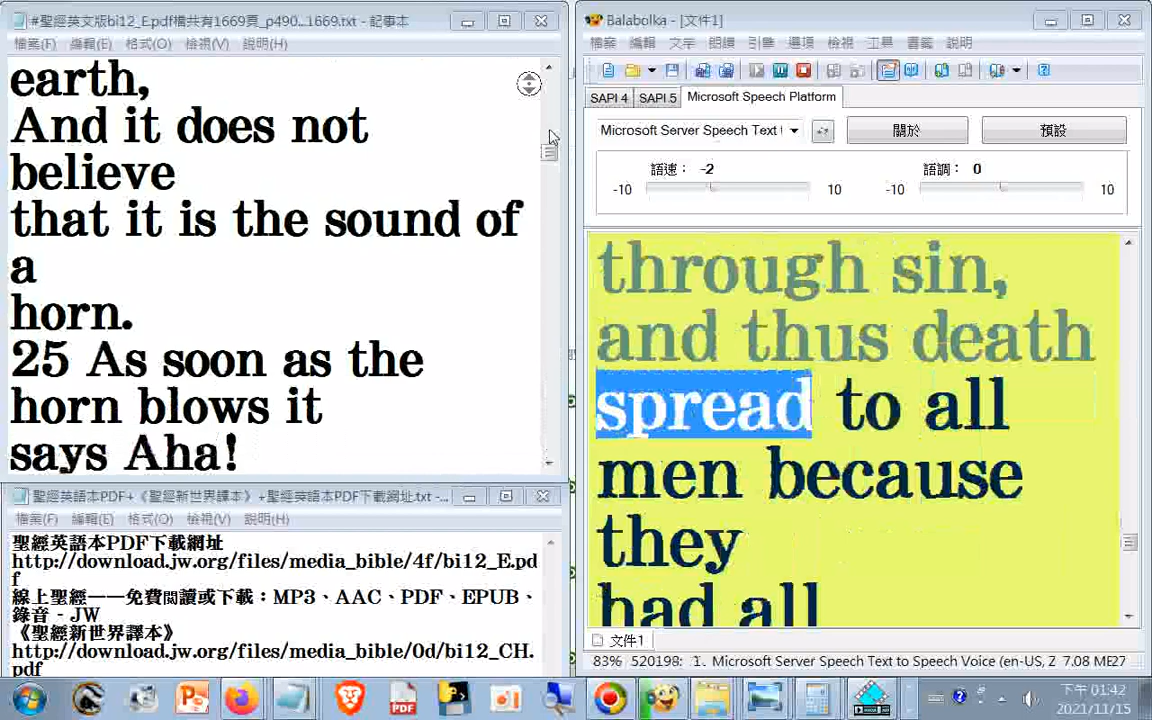 #聖經英文版bi12_E.pdf檔共有1669頁_p490...1669.txt - 記事本
檔案(F) 編輯(E) 格式(O) 檢視(V) 說明(H)
earth,
And it does not
believe
that it is the sound of
a
horn.
25 As soon as the
horn blows it
says Aha!
聖經英語本PDF+《聖經新世界譯本》+聖經英語本PDF下載網址.txt -...
檔案(F) 編輯(E) 格式(O) 檢視(V) 說明(H)
聖經英語本PDF下載網址
http://download.jw.org/files/media_bible/4f/bi12_E.pd
f
線上聖經——免費閱讀或下載：MP3、AAC、PDF、EPUB、
錄音 - JW
《聖經新世界譯本》
http://download.jw.org/files/media_bible/0d/bi12_CH.
pdf
Balabolka - [文件1]
檔案 編輯 文字 朗讀 引擎 選項 檢視 工具 書籤 說明
SAPI 4 SAPI 5 Microsoft Speech Platform
Microsoft Server Speech Text 關於 預設
語速： -2 語調： 0
-10 10 -10 10
through sin,
and thus death
spread to all
men because
they
had all
文件1
83% 520198: 1. Microsoft Server Speech Text to Speech Voice (en-US, Z 7.08 ME27
PDF
下午 01:42
2021/11/15